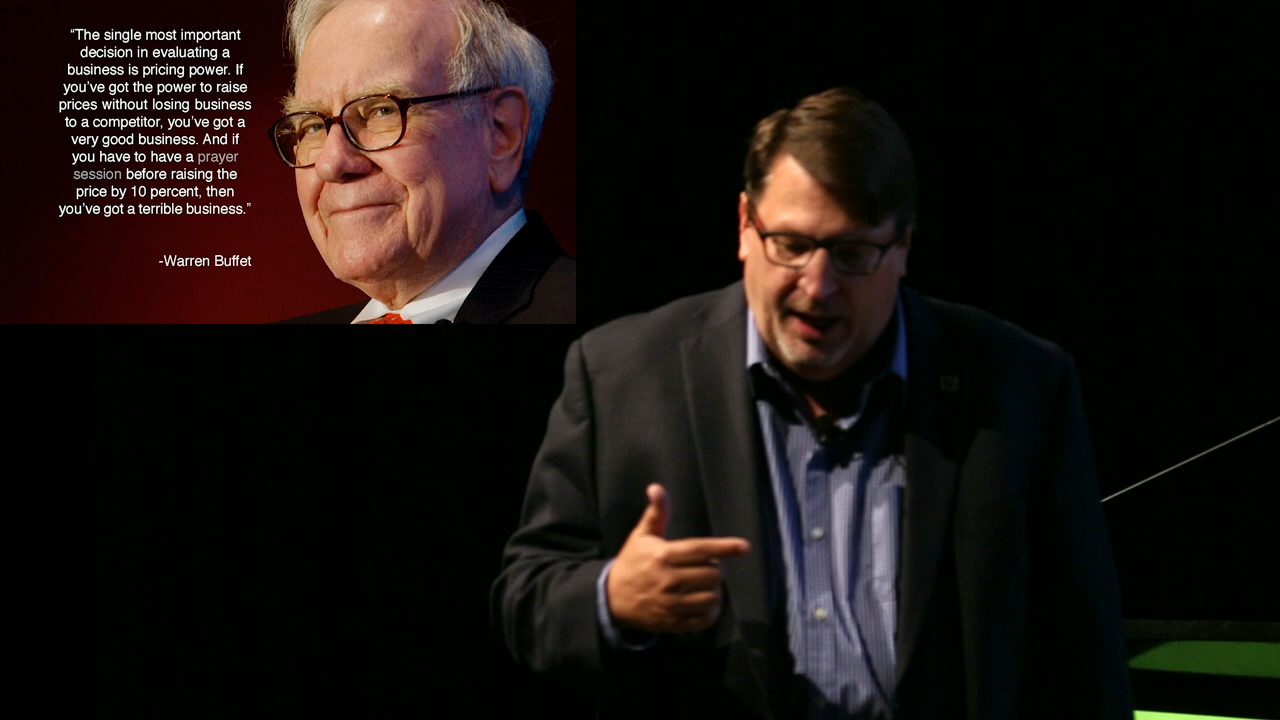 “The single most important
decision in evaluating a
business is pricing power. If
you’ve got the power to raise
prices without losing business
to a competitor, you’ve got a
very good business. And if
you have to have a prayer
session before raising the
price by 10 percent, then
you’ve got a terrible business.”
-Warren Buffet